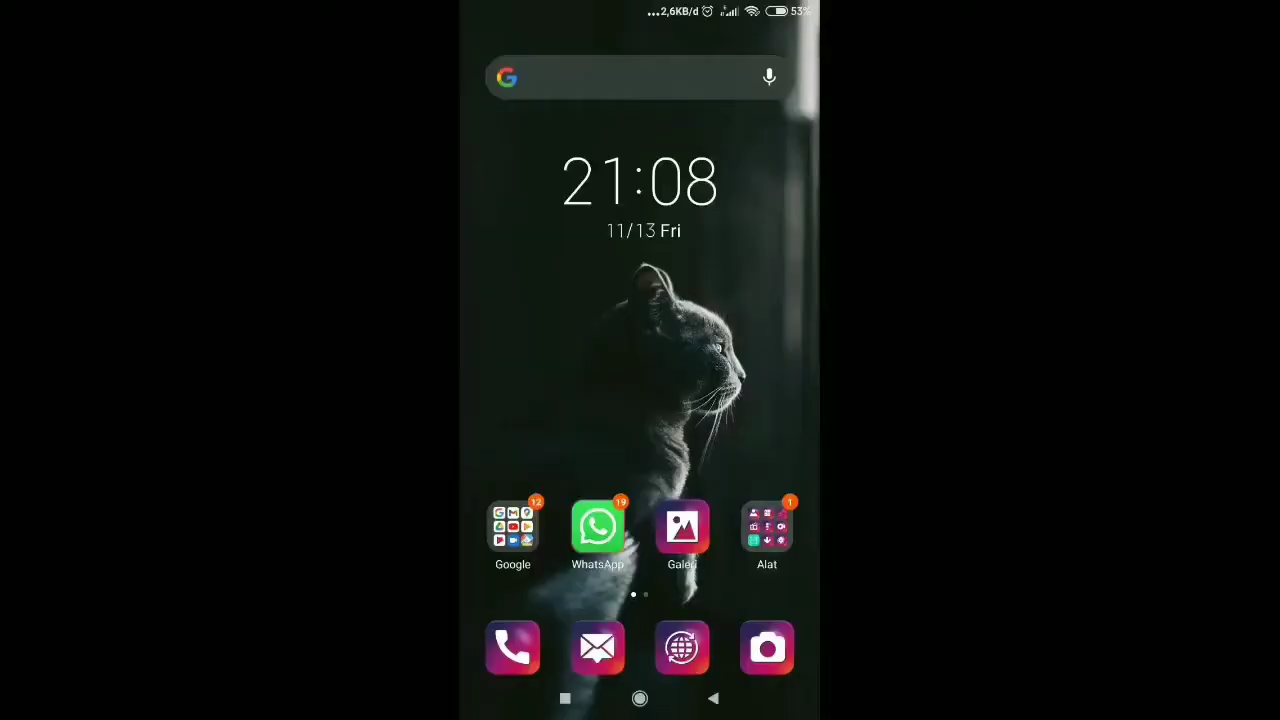 ...2,6KB/d 53%
21:08
11/13 Fri
12 19 1
Google WhatsApp Galeri Alat